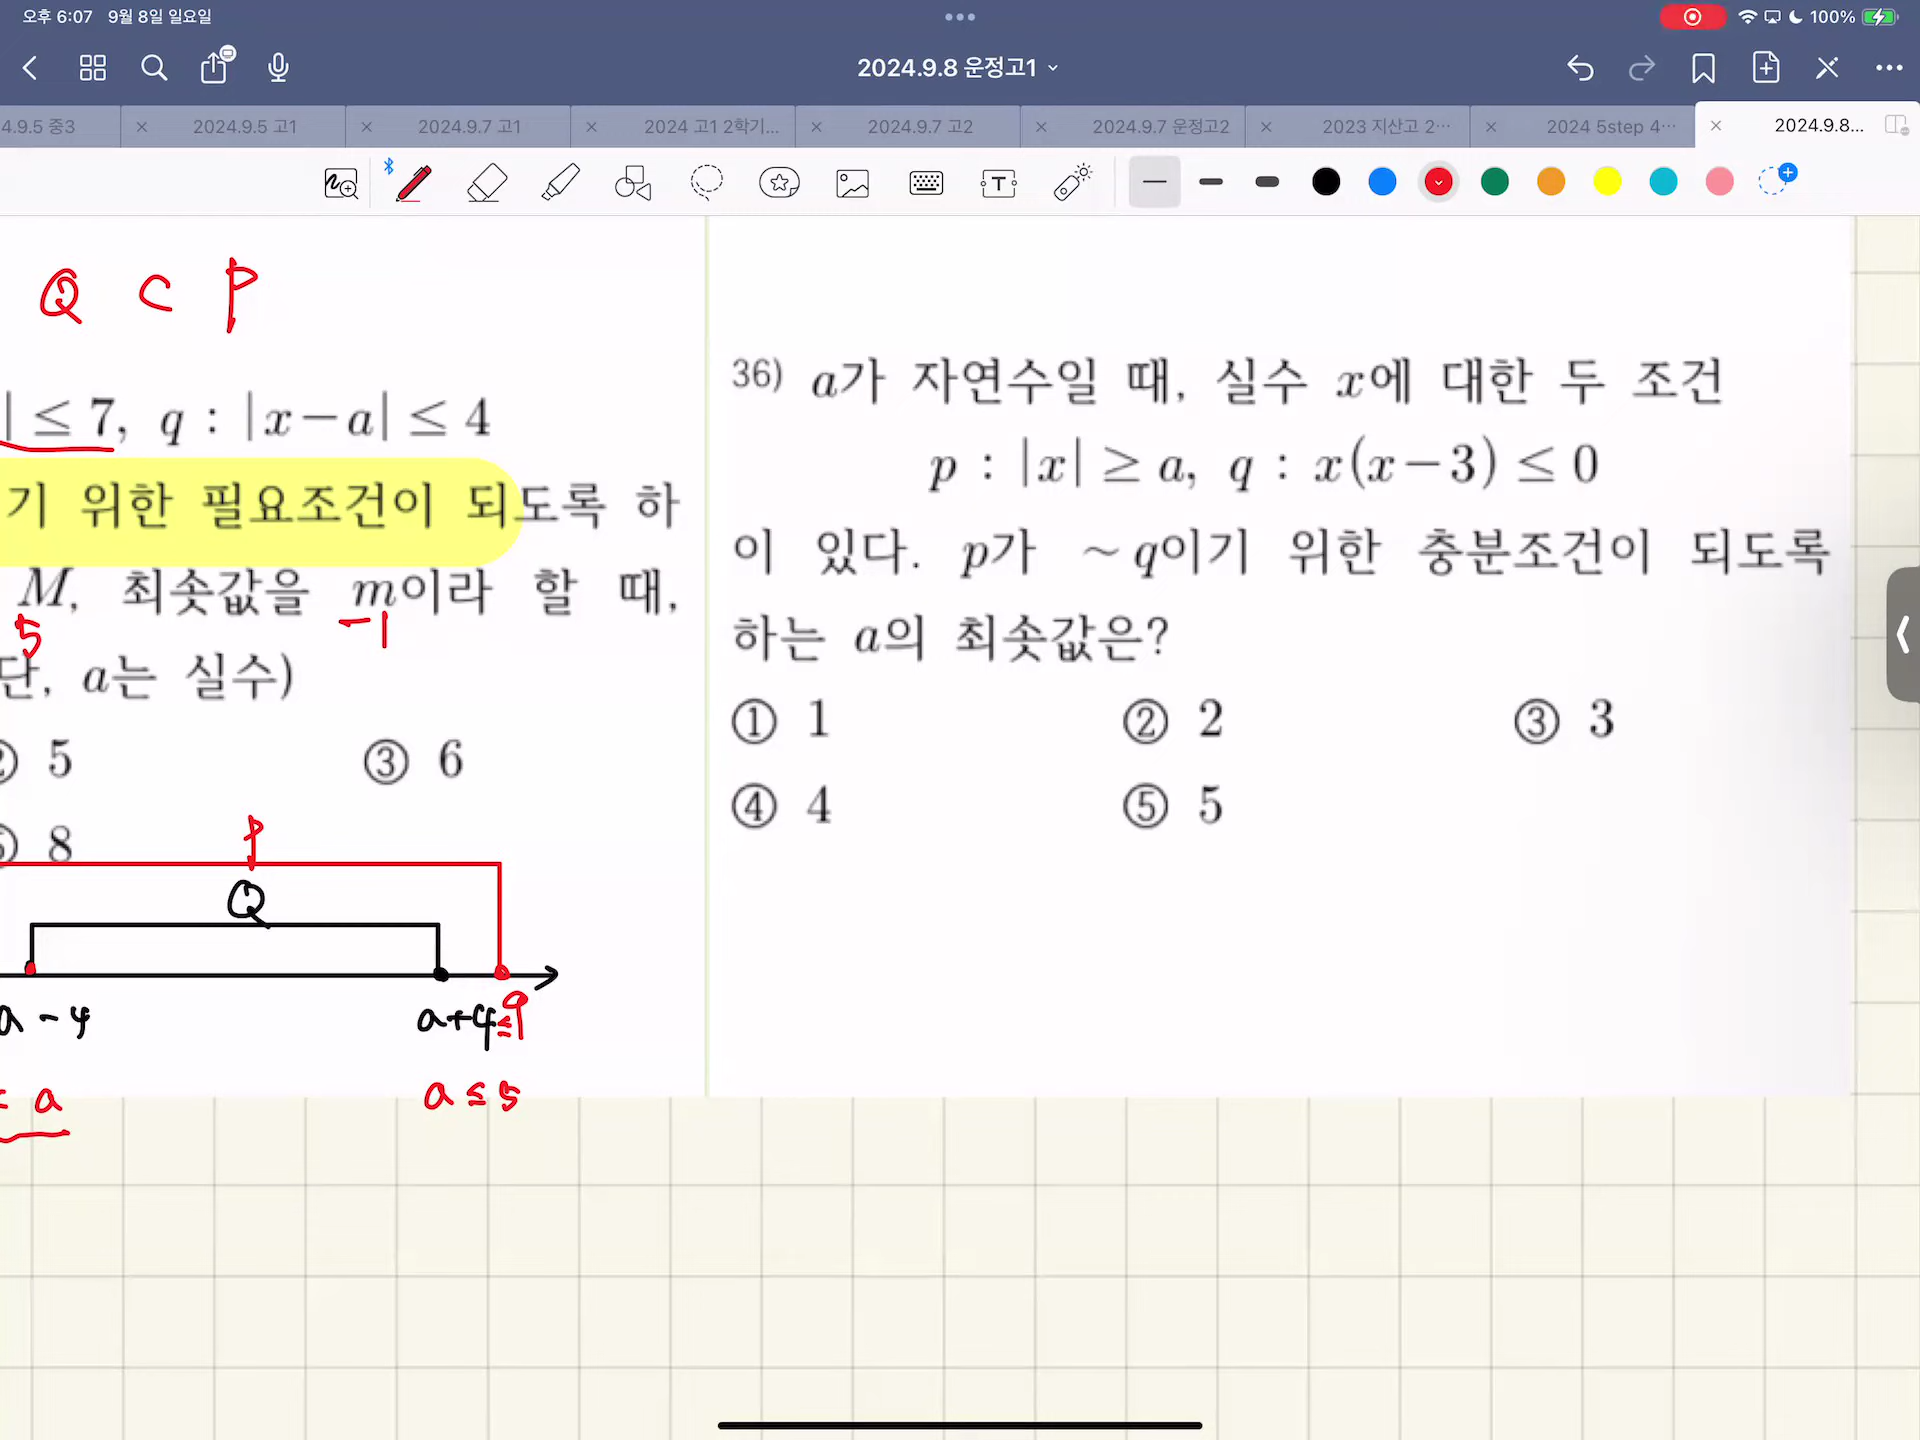 오후 6:07 9월 8일 일요일
100%
2024.9.8 운정고1
4.9.5 중3
2024.9.5 고1
2024.9.7 고1
2024 고1 2학기...
2024.9.7 고2
2024.9.7 운정고2
2023 지산고 2...
2024 5step 4...
2024.9.8...
Q ⊂ P
| ≤ 7, q : |x−a| ≤ 4
기 위한 필요조건이 되도록 하
M, 최솟값을 m이라 할 때,
5 −1
단, a는 실수)
② 5 ③ 6
⑤ 8
P
Q
a−4 a+4≤9
≤ a a≤5
36) a가 자연수일 때, 실수 x에 대한 두 조건
p : |x| ≥ a, q : x(x−3) ≤ 0
이 있다. p가 ~q이기 위한 충분조건이 되도록
하는 a의 최솟값은?
① 1 ② 2 ③ 3
④ 4 ⑤ 5